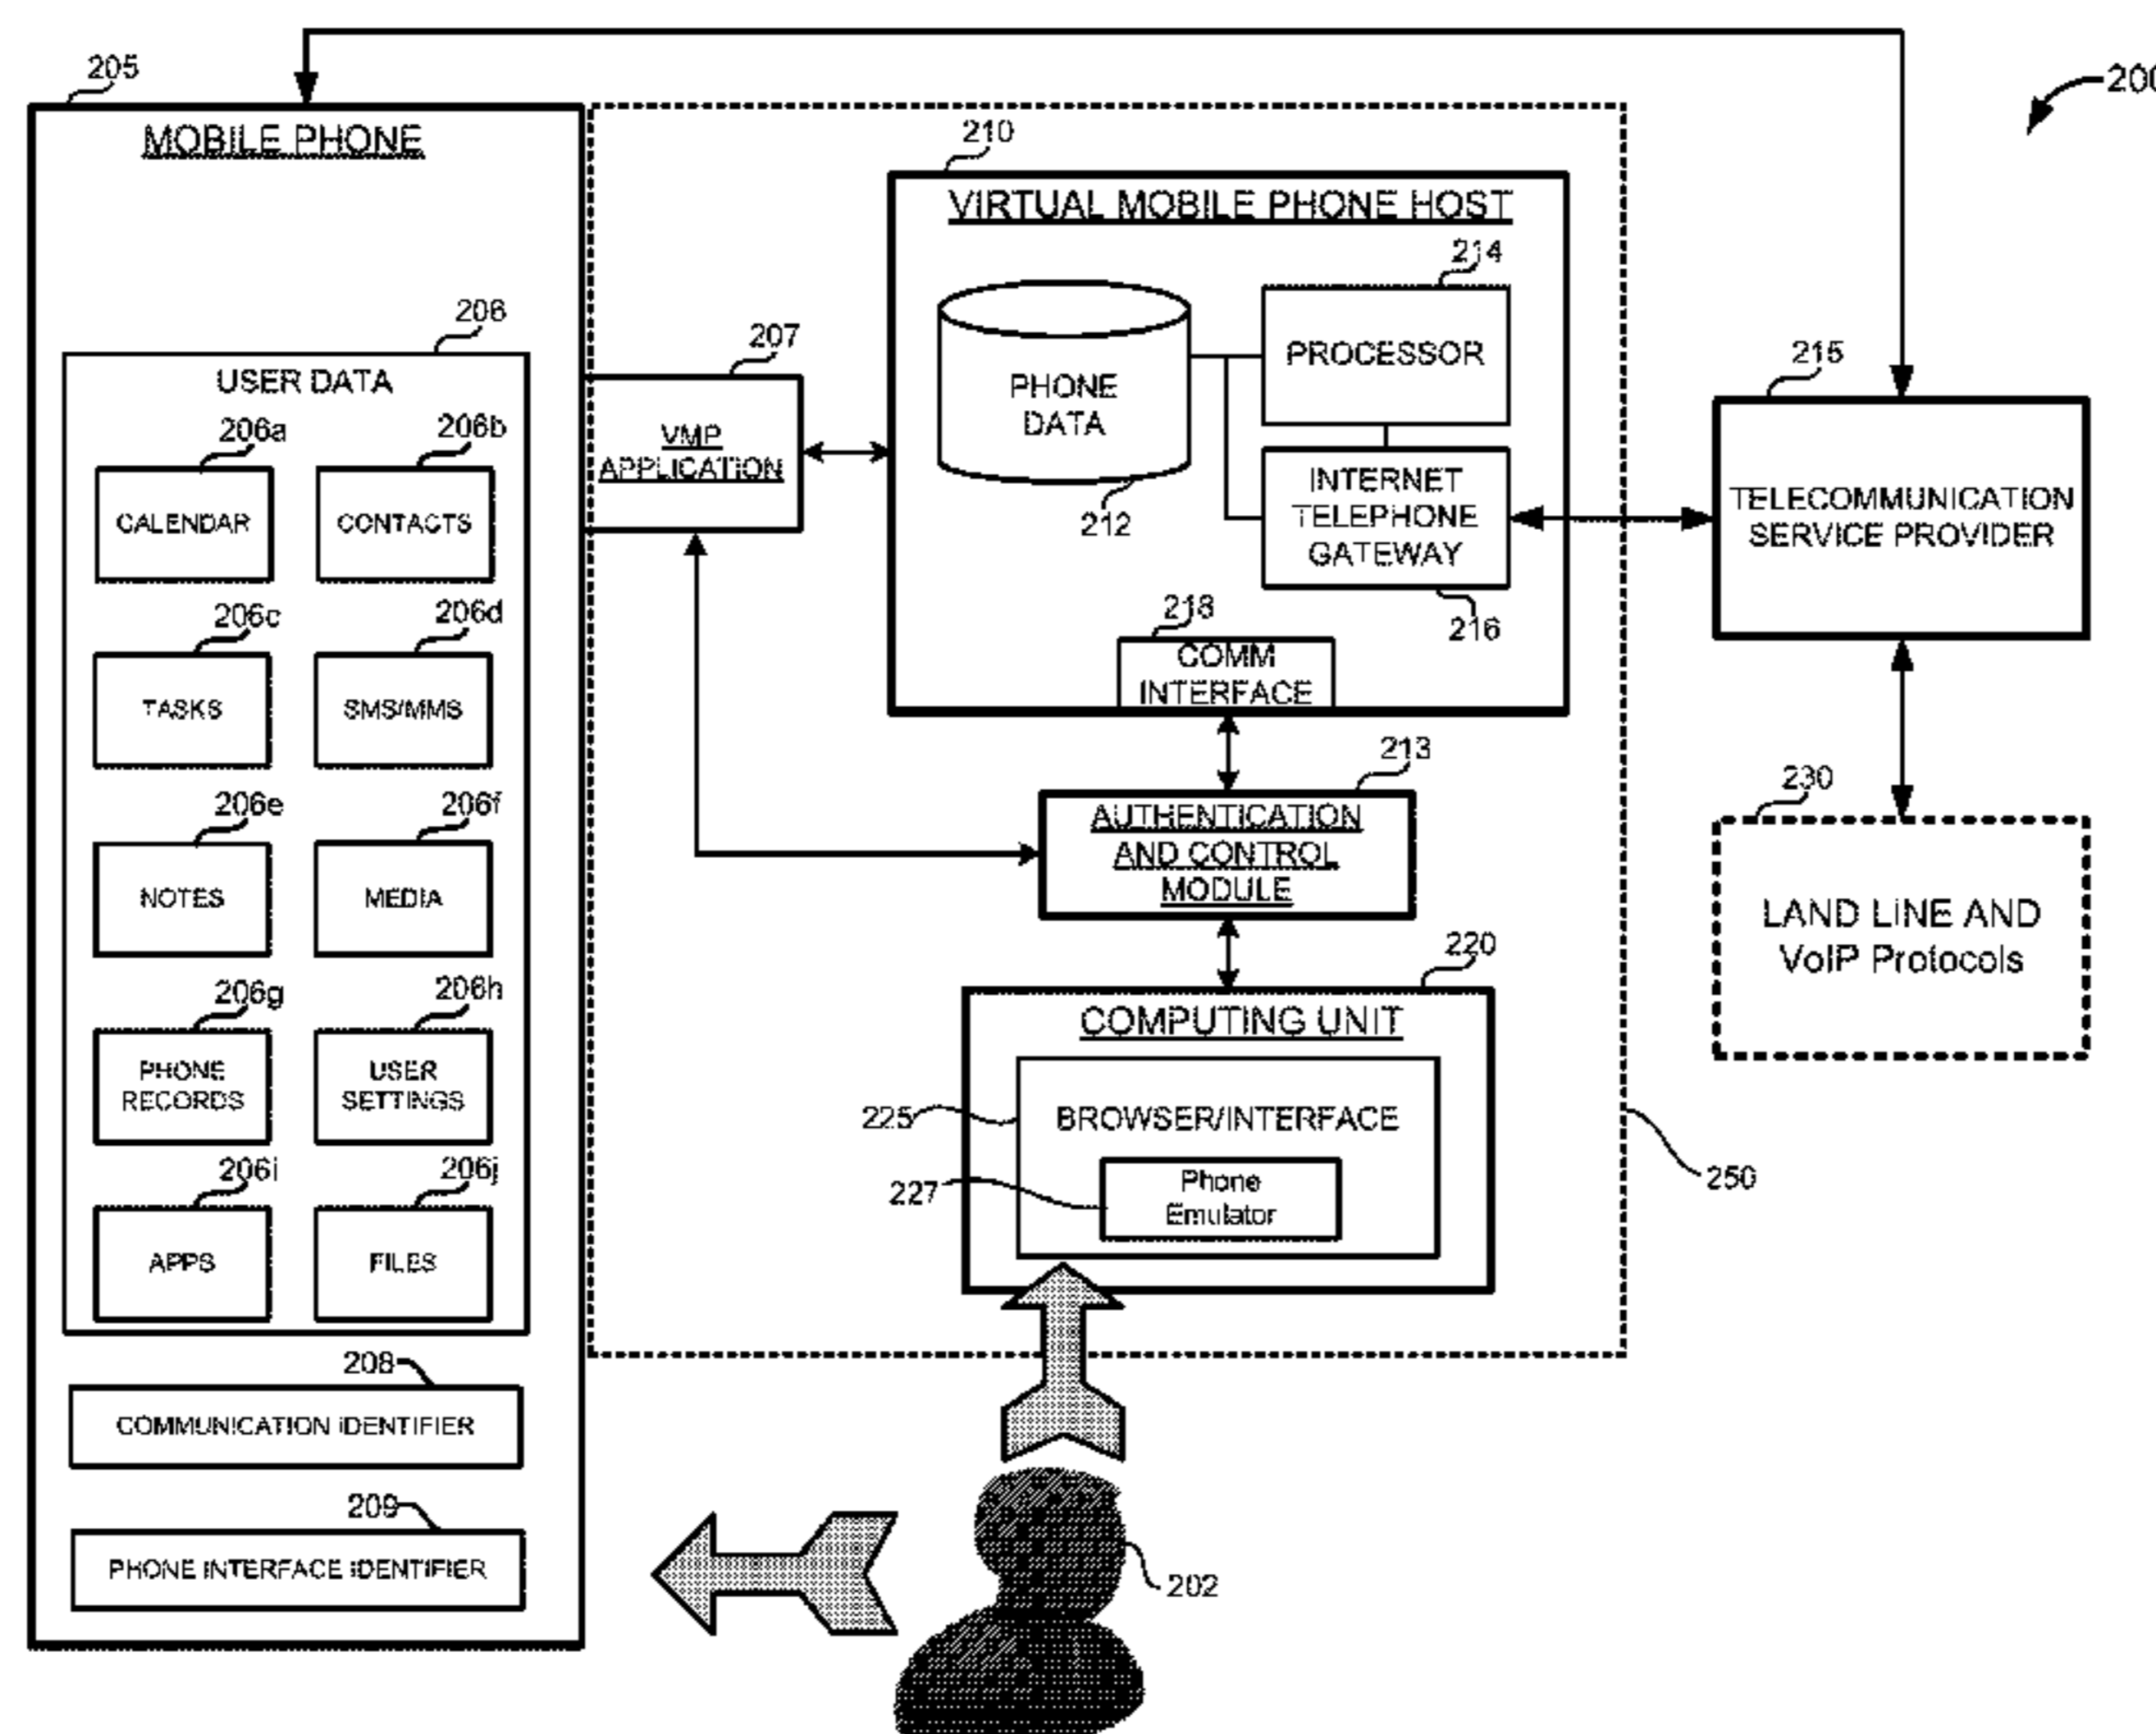 200
205
MOBILE PHONE
206
USER DATA
206a
206b
CALENDAR
CONTACTS
206c
206d
TASKS
SMS/MMS
206e
206f
NOTES
MEDIA
206g
206h
PHONE
RECORDS
USER
SETTINGS
206i
206j
APPS
FILES
208
COMMUNICATION IDENTIFIER
209
PHONE INTERFACE IDENTIFIER
207
VMP
APPLICATION
210
VIRTUAL MOBILE PHONE HOST
PHONE
DATA
212
214
PROCESSOR
INTERNET
TELEPHONE
GATEWAY
216
218
COMM
INTERFACE
213
AUTHENTICATION
AND CONTROL
MODULE
220
COMPUTING UNIT
225
BROWSER/INTERFACE
227
Phone
Emulator
250
215
TELECOMMUNICATION
SERVICE PROVIDER
230
LAND LINE AND
VoIP Protocols
202